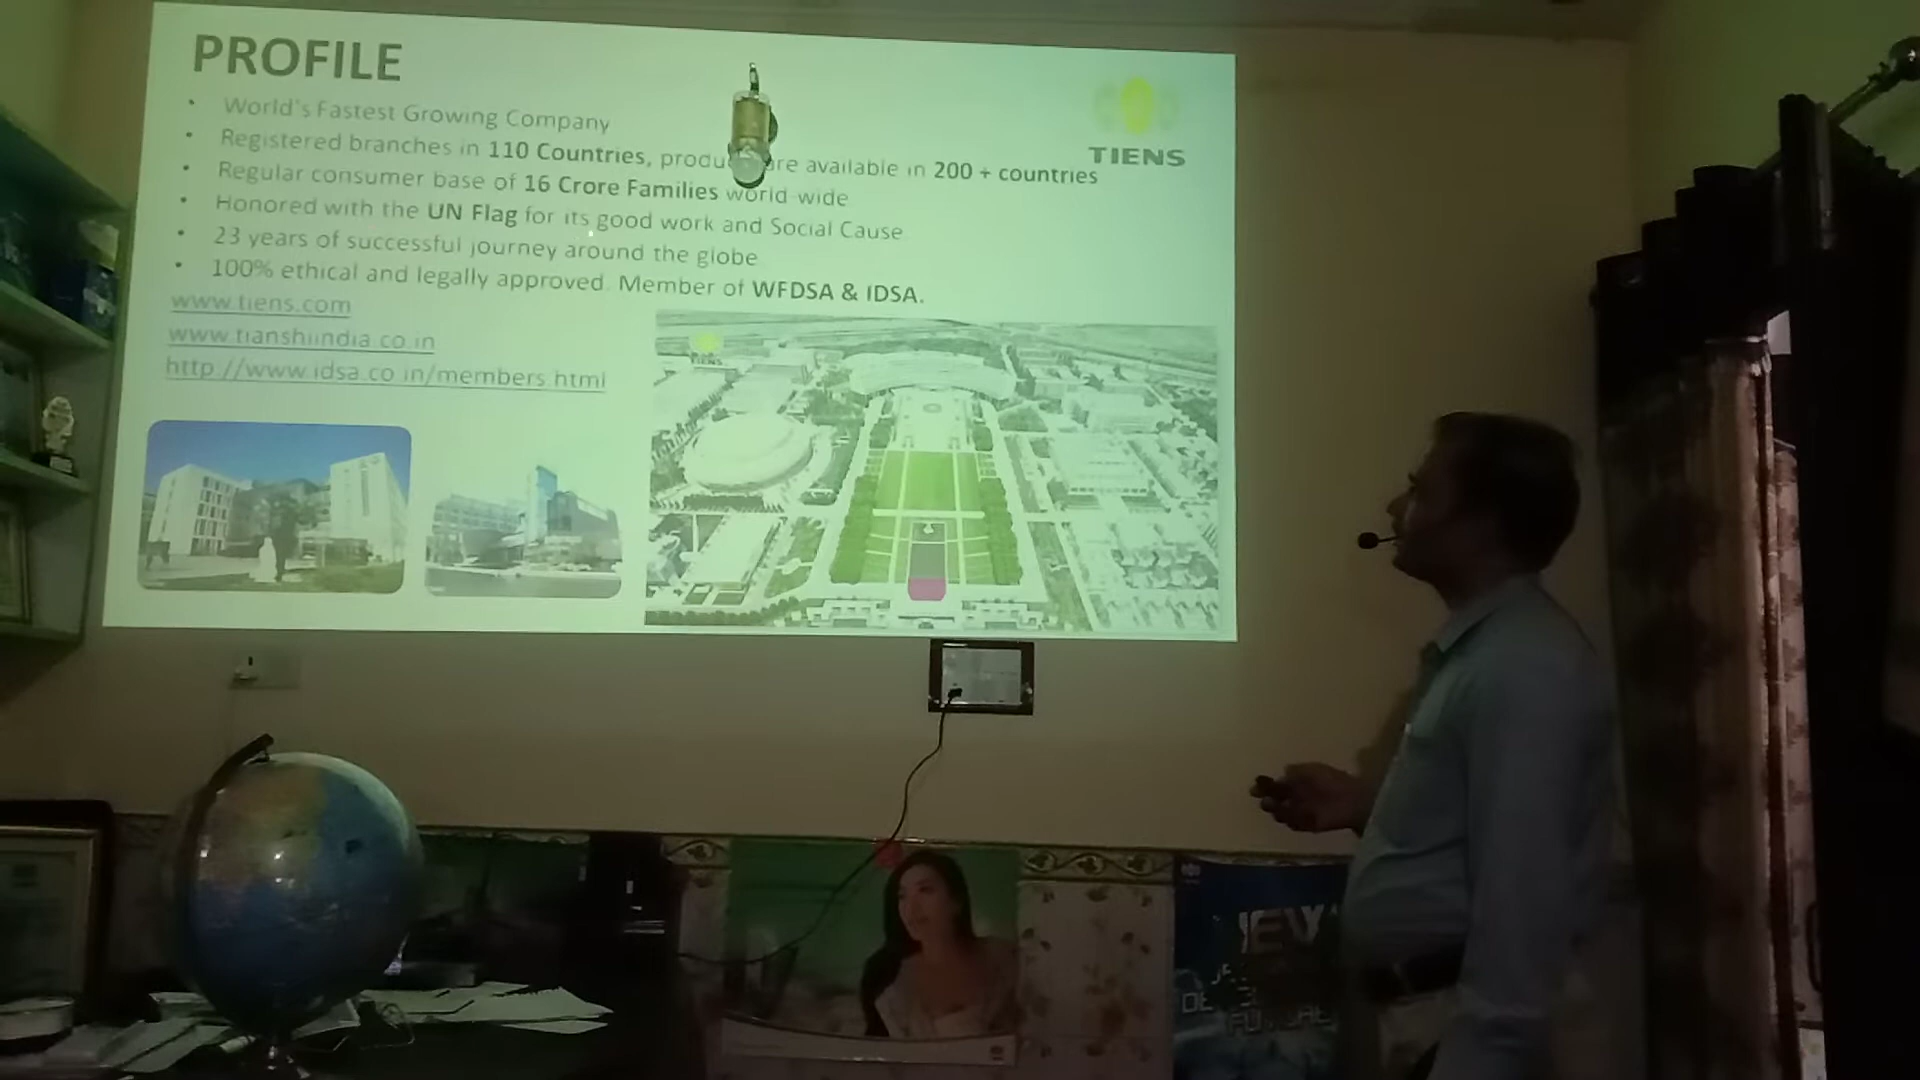 PROFILE
TIENS
• World's Fastest Growing Company
• Registered branches in 110 Countries, produ are available in 200 + countries
• Regular consumer base of 16 Crore Families world wide
• Honored with the UN Flag for its good work and Social Cause
• 23 years of successful journey around the globe
• 100% ethical and legally approved. Member of WFDSA & IDSA.
www.tiens.com
www.tianshiindia.co.in
http://www.idsa.co.in/members.html
TIENS